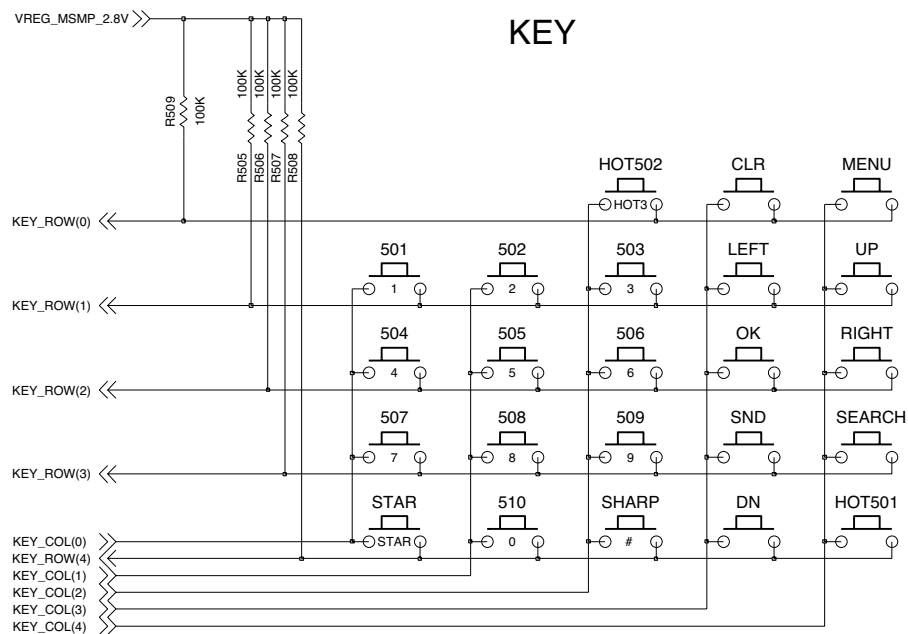 VREG_MSMP_2.8V
KEY
R509
100K
100K
100K
100K
100K
R505
R506
R507
R508
HOT502
CLR
MENU
HOT3
KEY_ROW(0)
501
502
503
LEFT
UP
1
2
3
KEY_ROW(1)
504
505
506
OK
RIGHT
4
5
6
KEY_ROW(2)
507
508
509
SND
SEARCH
7
8
9
KEY_ROW(3)
STAR
510
SHARP
DN
HOT501
KEY_COL(0)
STAR
0
#
KEY_ROW(4)
KEY_COL(1)
KEY_COL(2)
KEY_COL(3)
KEY_COL(4)